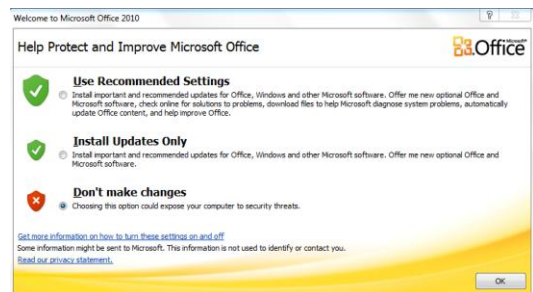 Welcome to Microsoft Office 2010
Help Protect and Improve Microsoft Office
Office
Use Recommended Settings
Install important and recommended updates for Office, Windows and other Microsoft software. Offer me new optional Office and
Microsoft software, check online for solutions to problems, download files to help Microsoft diagnose system problems, automatically
update Office content, and help improve Office.
Install Updates Only
Install important and recommended updates for Office, Windows and other Microsoft software. Offer me new optional Office and
Microsoft software.
Don't make changes
Choosing this option could expose your computer to security threats.
Get more information on how to turn these settings on and off
Some information might be sent to Microsoft. This information is not used to identify or contact you.
Read our privacy statement.
OK